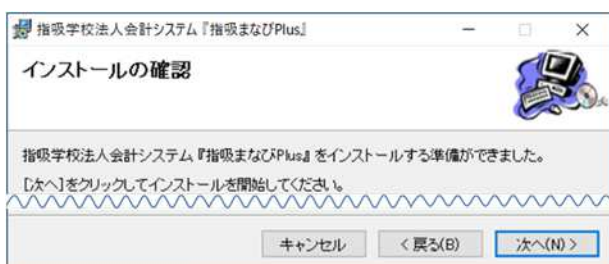 指吸学校法人会計システム『指吸まなびPlus』
インストールの確認
指吸学校法人会計システム『指吸まなびPlus』をインストールする準備ができました。
[次へ]をクリックしてインストールを開始してください。
キャンセル
< 戻る(B)
次へ(N) >